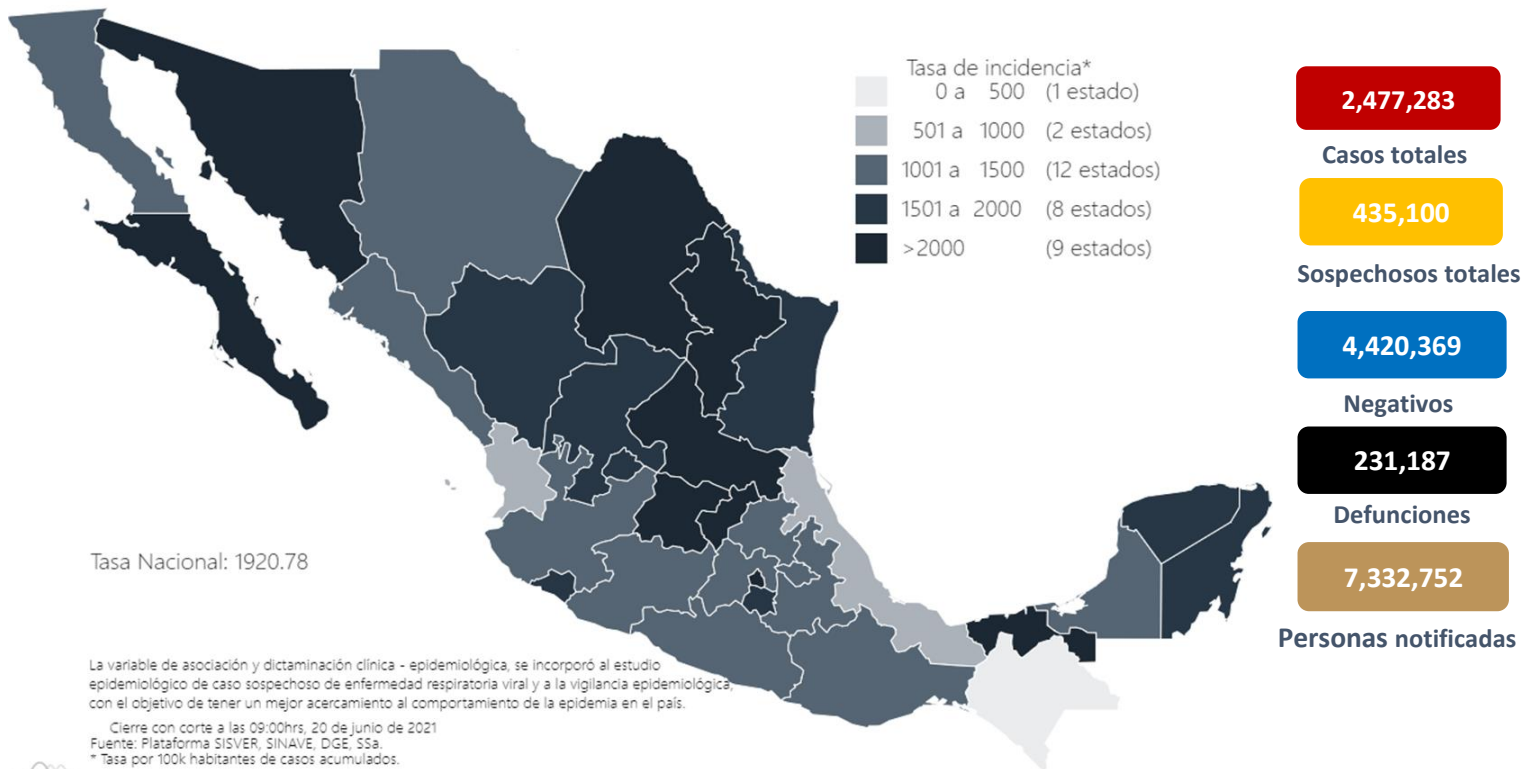 Tasa de incidencia*
0 a 500 (1 estado)
501 a 1000 (2 estados)
1001 a 1500 (12 estados)
1501 a 2000 (8 estados)
>2000 (9 estados)
2,477,283
Casos totales
435,100
Sospechosos totales
4,420,369
Negativos
231,187
Defunciones
7,332,752
Personas notificadas
Tasa Nacional: 1920.78
La variable de asociación y dictaminación clínica - epidemiológica, se incorporó al estudio
epidemiológico de caso sospechoso de enfermedad respiratoria viral y a la vigilancia epidemiológica,
con el objetivo de tener un mejor acercamiento al comportamiento de la epidemia en el país.
Cierre con corte a las 09:00hrs, 20 de junio de 2021
Fuente: Plataforma SISVER, SINAVE, DGE, SSa.
* Tasa por 100k habitantes de casos acumulados.